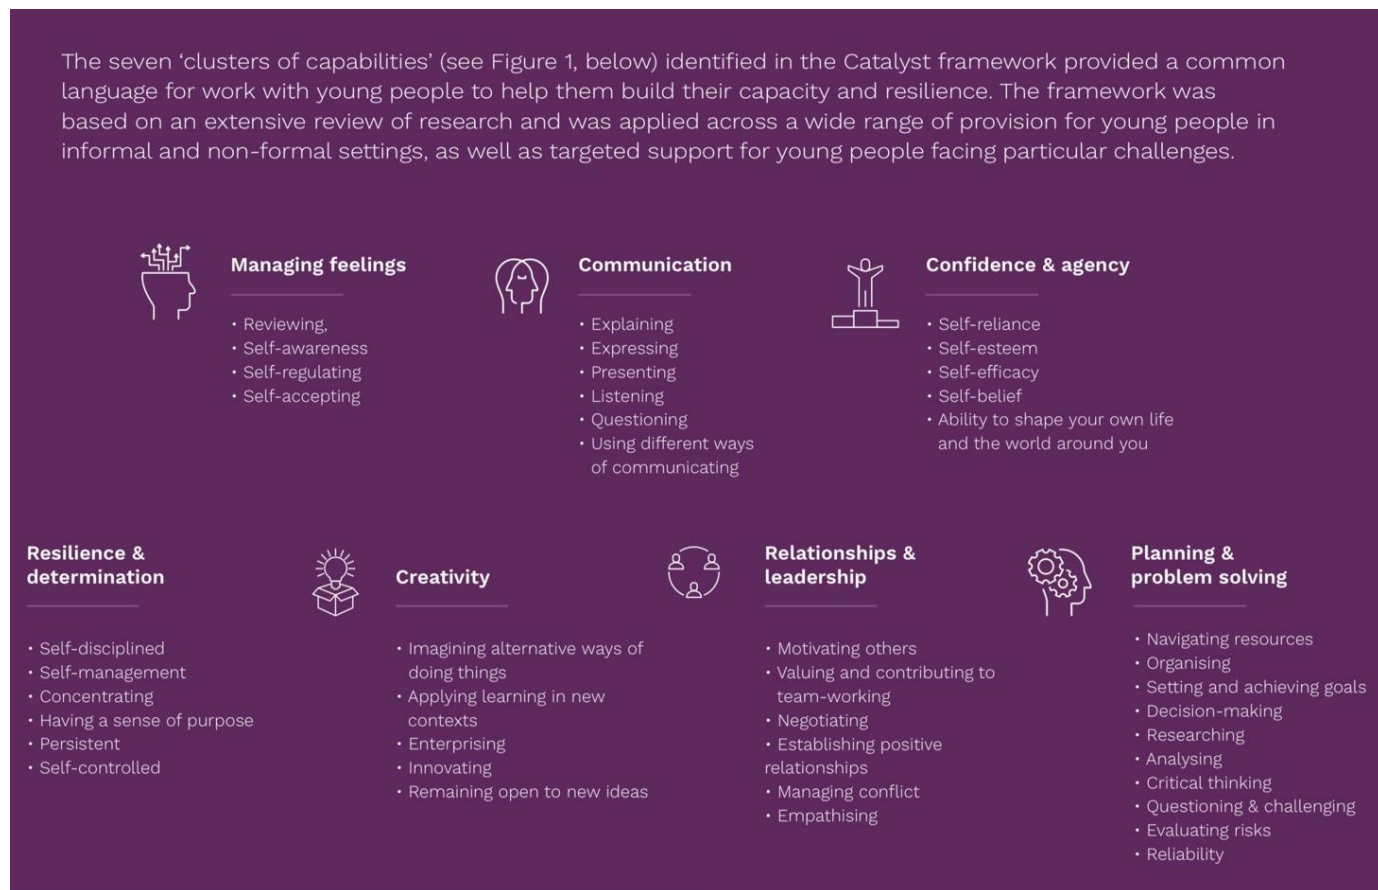 The seven ‘clusters of capabilities’ (see Figure 1, below) identified in the Catalyst framework provided a common
language for work with young people to help them build their capacity and resilience. The framework was
based on an extensive review of research and was applied across a wide range of provision for young people in
informal and non-formal settings, as well as targeted support for young people facing particular challenges.
Managing feelings
• Reviewing,
• Self-awareness
• Self-regulating
• Self-accepting
Communication
• Explaining
• Expressing
• Presenting
• Listening
• Questioning
• Using different ways
of communicating
Confidence & agency
• Self-reliance
• Self-esteem
• Self-efficacy
• Self-belief
• Ability to shape your own life
and the world around you
Resilience &
determination
• Self-disciplined
• Self-management
• Concentrating
• Having a sense of purpose
• Persistent
• Self-controlled
Creativity
• Imagining alternative ways of
doing things
• Applying learning in new
contexts
• Enterprising
• Innovating
• Remaining open to new ideas
Relationships &
leadership
• Motivating others
• Valuing and contributing to
team-working
• Negotiating
• Establishing positive
relationships
• Managing conflict
• Empathising
Planning &
problem solving
• Navigating resources
• Organising
• Setting and achieving goals
• Decision-making
• Researching
• Analysing
• Critical thinking
• Questioning & challenging
• Evaluating risks
• Reliability